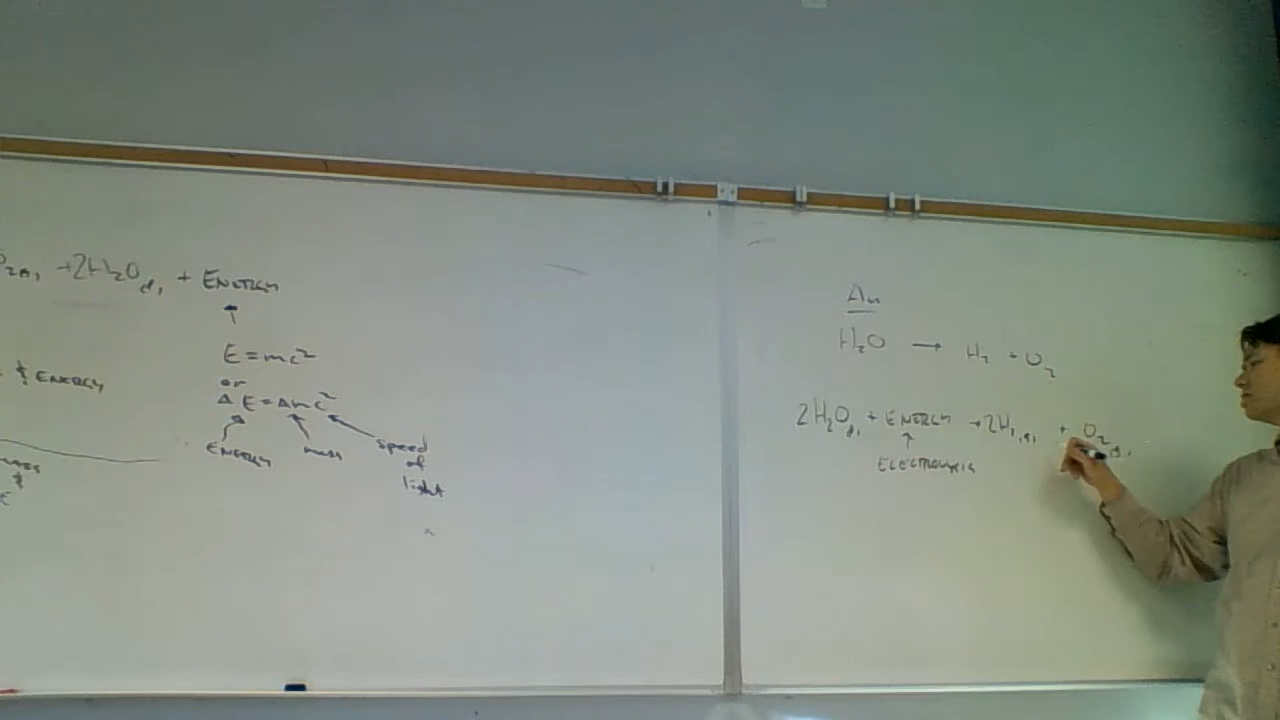 O₂(g) → 2H₂O(l) + ENERGY
E = mc²
& ENERGY
or
ΔE = Δmc²
ENERGY mass speed of light
&
H₂O → H₂ + O₂
2H₂O(l) + ENERGY → 2H₂(g) + O₂(g)
ELECTROLYSIS